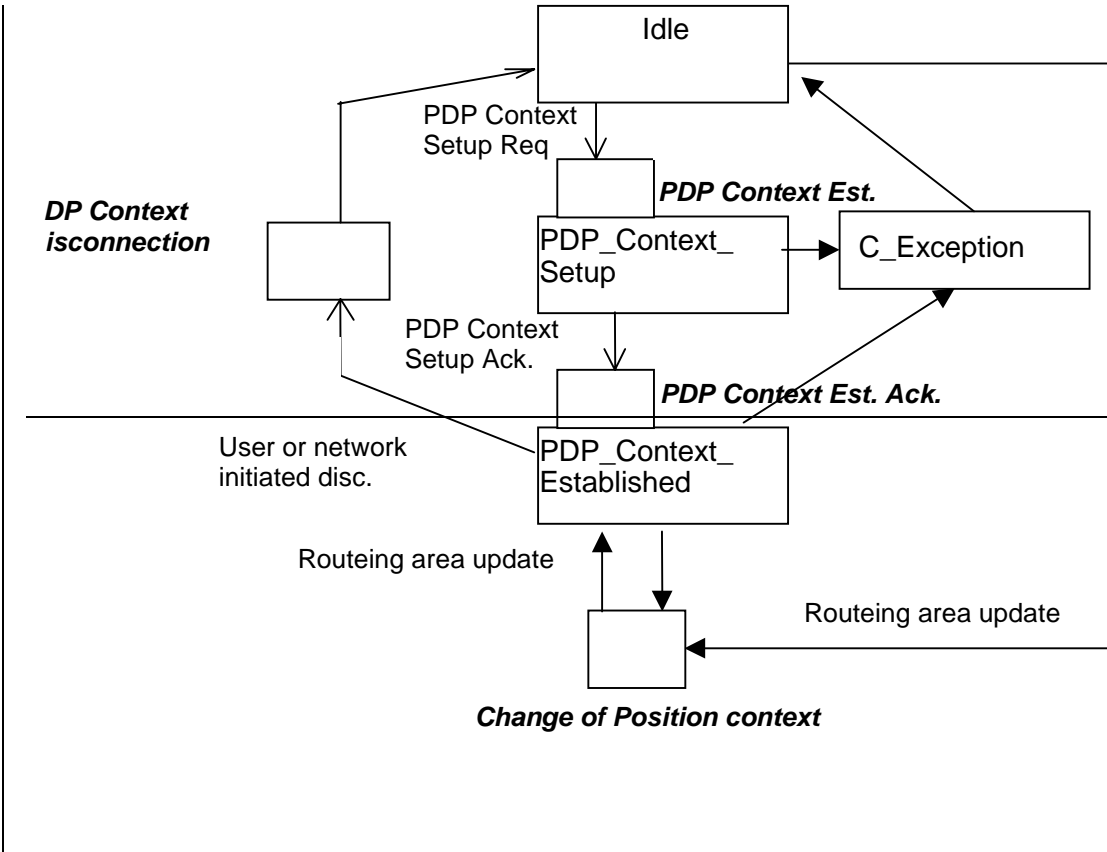 Idle
PDP Context
Setup Req
PDP Context Est.
DP Context
isconnection
PDP_Context_
Setup
C_Exception
PDP Context
Setup Ack.
PDP Context Est. Ack.
User or network
initiated disc.
PDP_Context_
Established
Routeing area update
Routeing area update
Change of Position context